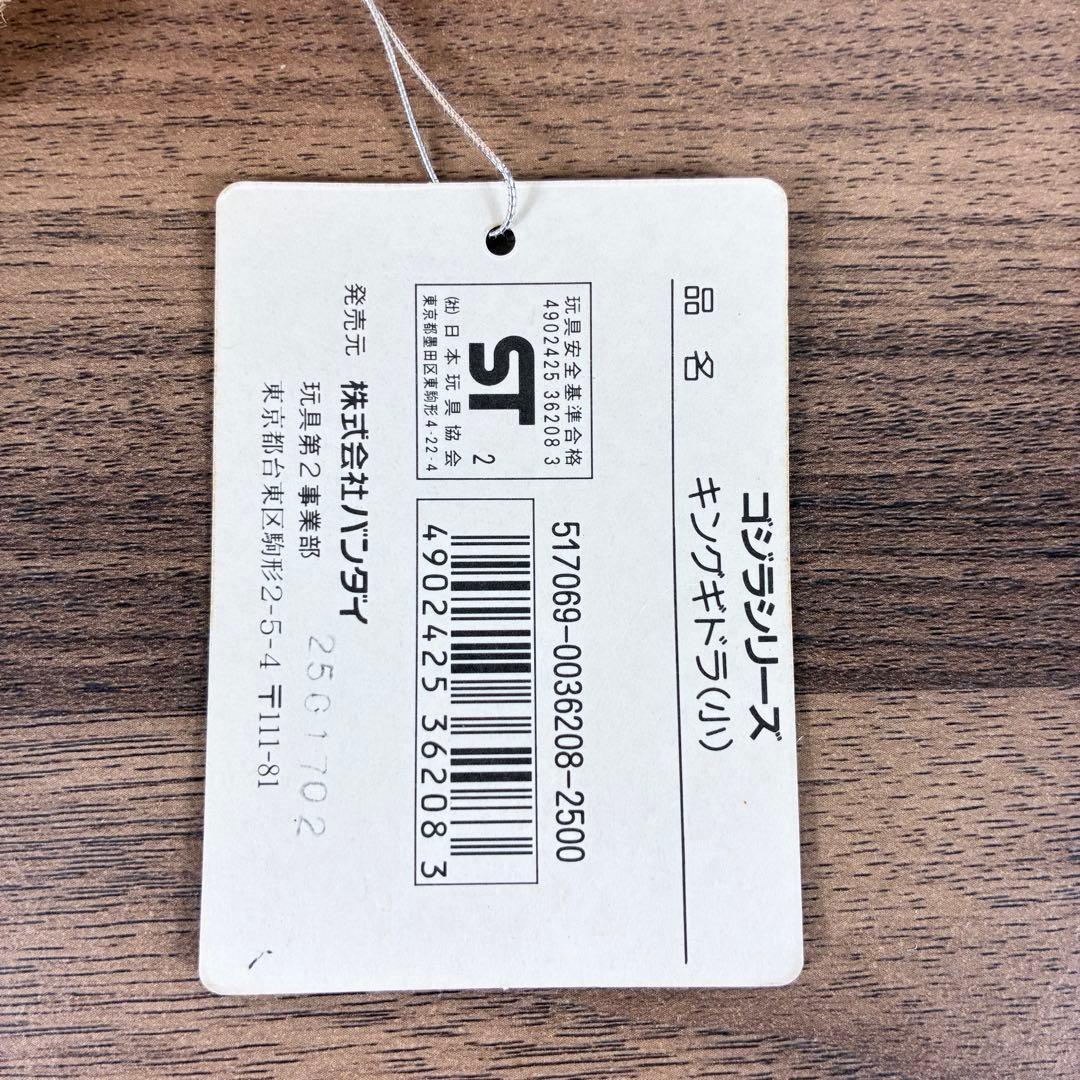 ゴジラシリーズ
品名 キングギドラ(小)
517069-0036208-2500
玩具安全基準合格
4902425 36208 3
ST 2
(社)日本玩具協会
東京都墨田区東駒形4-22-4
4902425 36208 3
発売元 株式会社バンダイ
玩具第2事業部
東京都台東区駒形2-5-4 〒111-81
2501702